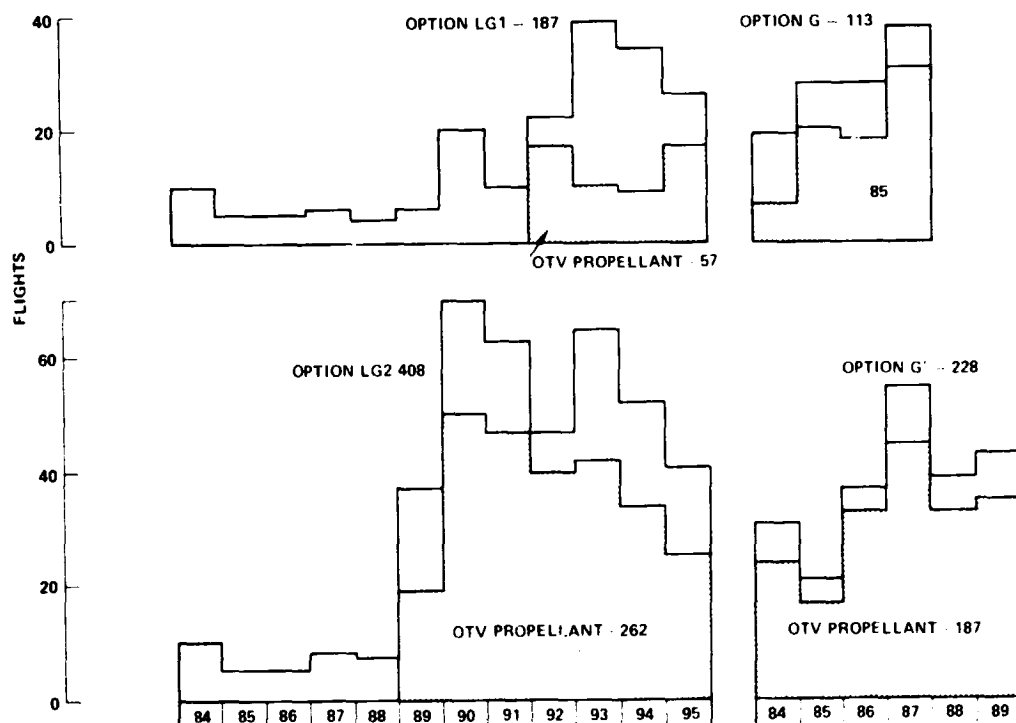 40
OPTION LG1 - 187
OPTION G - 113
20
85
0
OTV PROPELLANT - 57
FLIGHTS
60
OPTION LG2 408
OPTION G' - 228
40
20
OTV PROPELLANT - 262
OTV PROPELLANT - 187
0
84 85 86 87 88 89 90 91 92 93 94 95
84 85 86 87 88 89